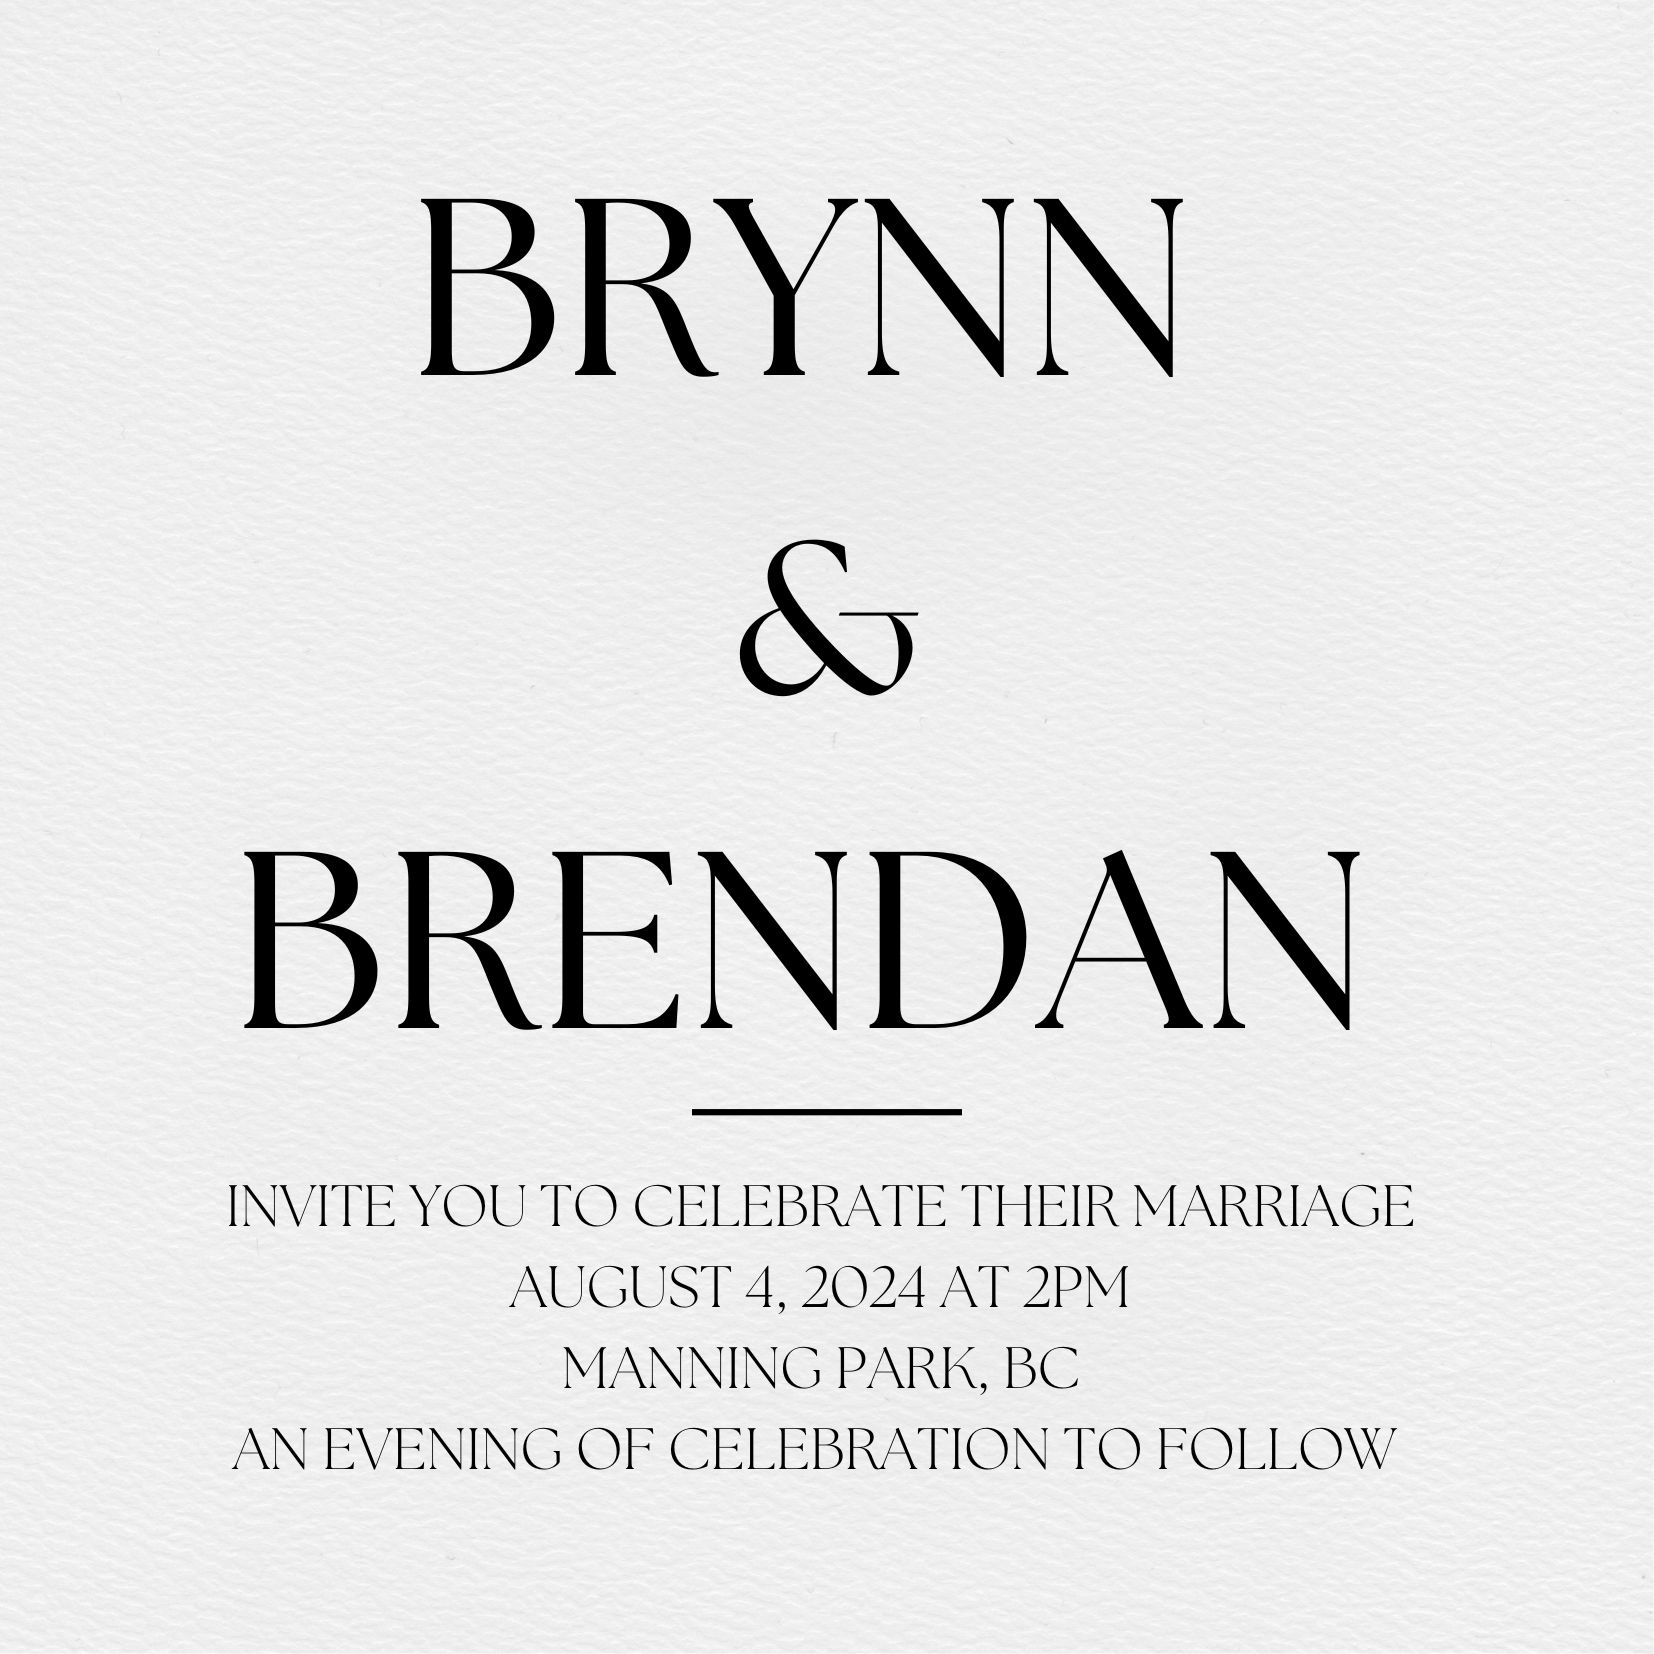 BRYNN
&
BRENDAN
INVITE YOU TO CELEBRATE THEIR MARRIAGE
AUGUST 4, 2024 AT 2PM
MANNING PARK, BC
AN EVENING OF CELEBRATION TO FOLLOW